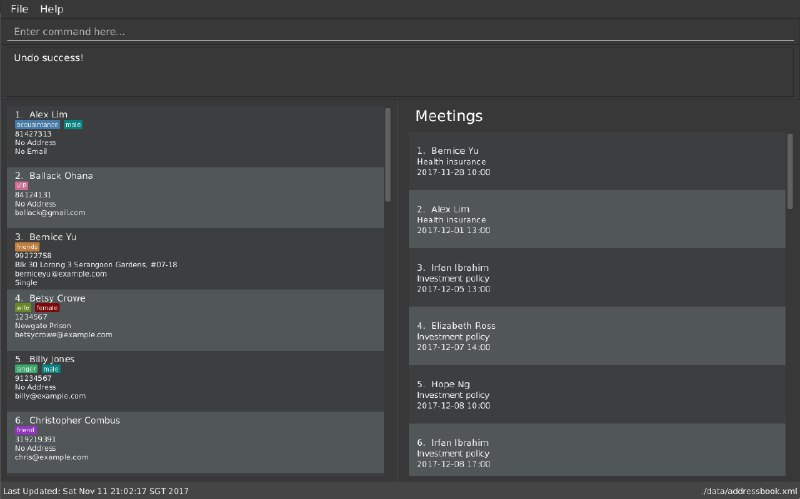 File Help
Enter command here...
Undo success!
1. Alex Lim
acquaintance male
81427313
No Address
No Email
2. Ballack Ohana
VIP
84124131
No Address
ballack@gmail.com
3. Bernice Yu
friends
99272758
Blk 30 Lorong 3 Serangoon Gardens, #07-18
berniceyu@example.com
Single
4. Betsy Crowe
wife female
1234567
Newgate Prison
betsycrowe@example.com
5. Billy Jones
singer male
91234567
No Address
billy@example.com
6. Christopher Combus
friend
319219391
No Address
chris@example.com
Meetings
1. Bernice Yu
Health insurance
2017-11-28 10:00
2. Alex Lim
Health insurance
2017-12-01 13:00
3. Irfan Ibrahim
Investment policy
2017-12-05 13:00
4. Elizabeth Ross
Investment policy
2017-12-07 14:00
5. Hope Ng
Investment policy
2017-12-08 10:00
6. Irfan Ibrahim
Investment policy
2017-12-08 17:00
Last Updated: Sat Nov 11 21:02:17 SGT 2017
./data/addressbook.xml